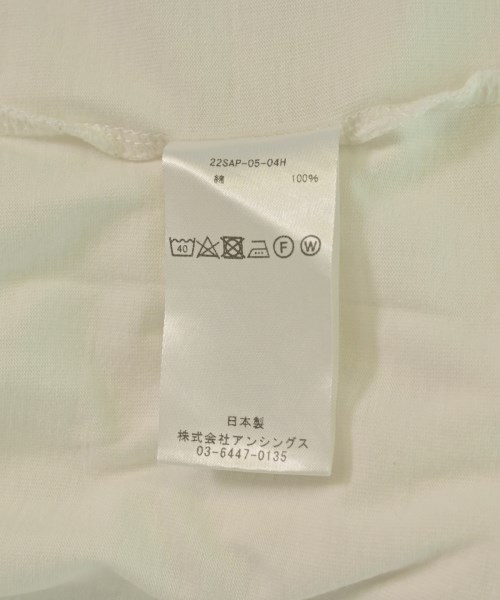 22SAP-05-04H
綿 100%
40 F W
日本製
株式会社アンシングス
03-6447-0135